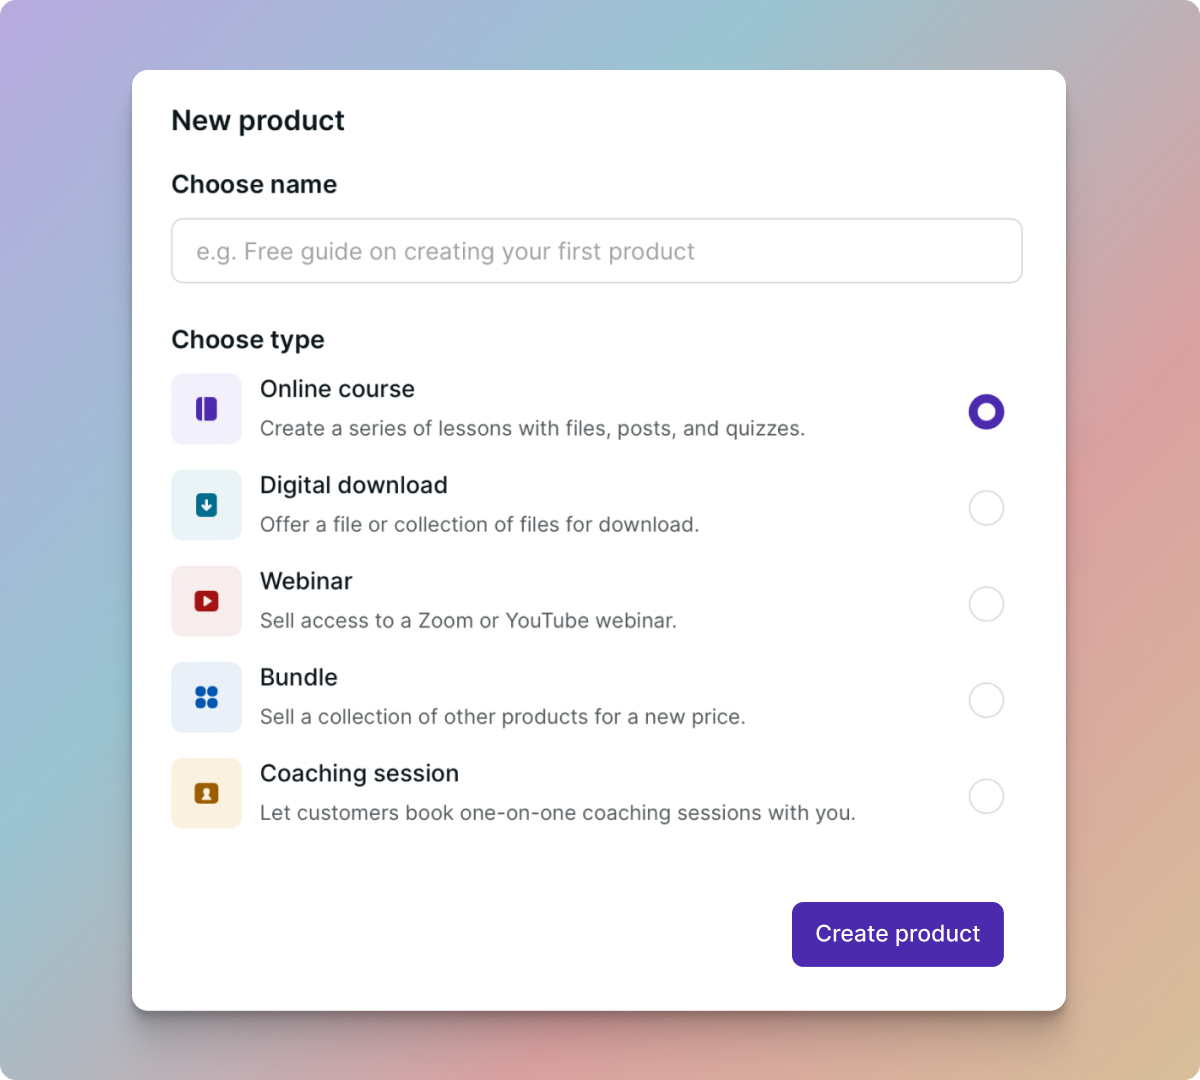 New product
Choose name
e.g. Free guide on creating your first product
Choose type
Online course
Create a series of lessons with files, posts, and quizzes.
Digital download
Offer a file or collection of files for download.
Webinar
Sell access to a Zoom or YouTube webinar.
Bundle
Sell a collection of other products for a new price.
Coaching session
Let customers book one-on-one coaching sessions with you.
Create product